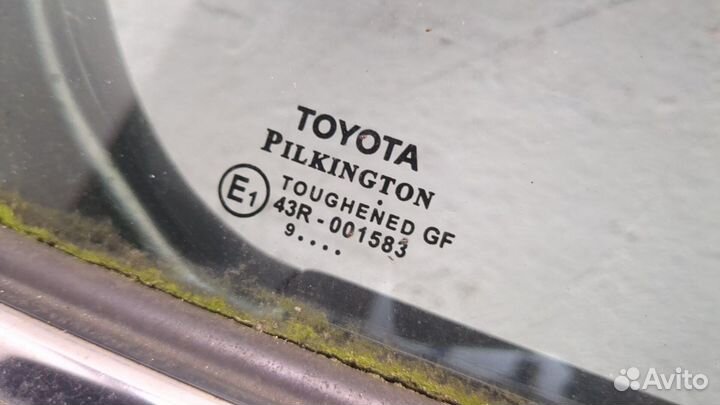 TOYOTA
PILKINGTON
TOUGHENED GF
E1
43R - 001583
9....
Avito